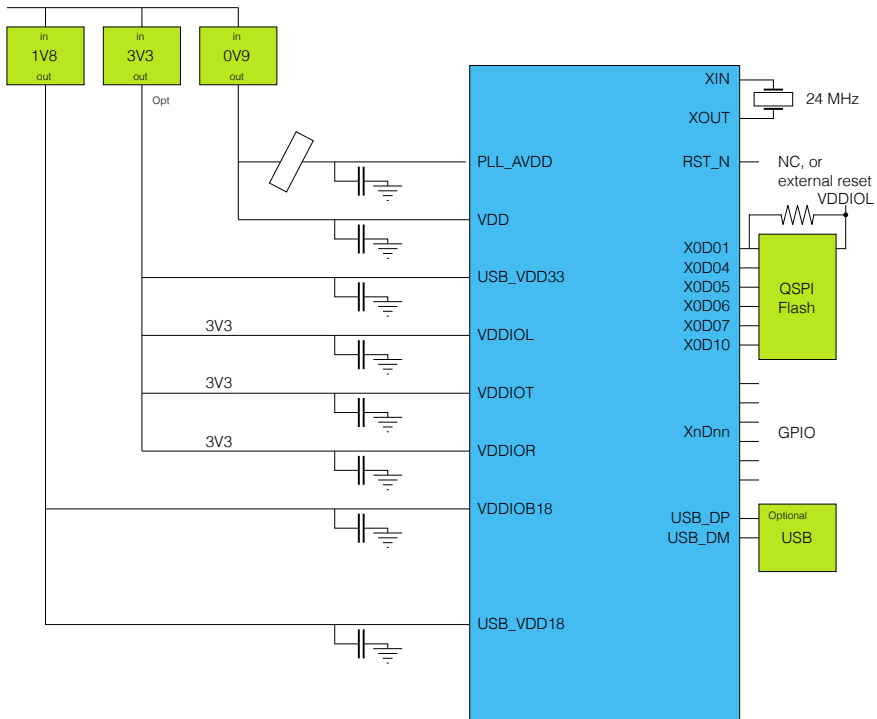 in
1V8
out
in
3V3
out
Opt
in
0V9
out
PLL_AVDD
VDD
USB_VDD33
3V3
VDDIOL
3V3
VDDIOT
3V3
VDDIOR
VDDIOB18
USB_VDD18
XIN
XOUT
24 MHz
RST_N
NC, or
external reset
VDDIOL
X0D01
X0D04
X0D05
X0D06
X0D07
X0D10
QSPI
Flash
XnDnn
GPIO
USB_DP
USB_DM
Optional
USB